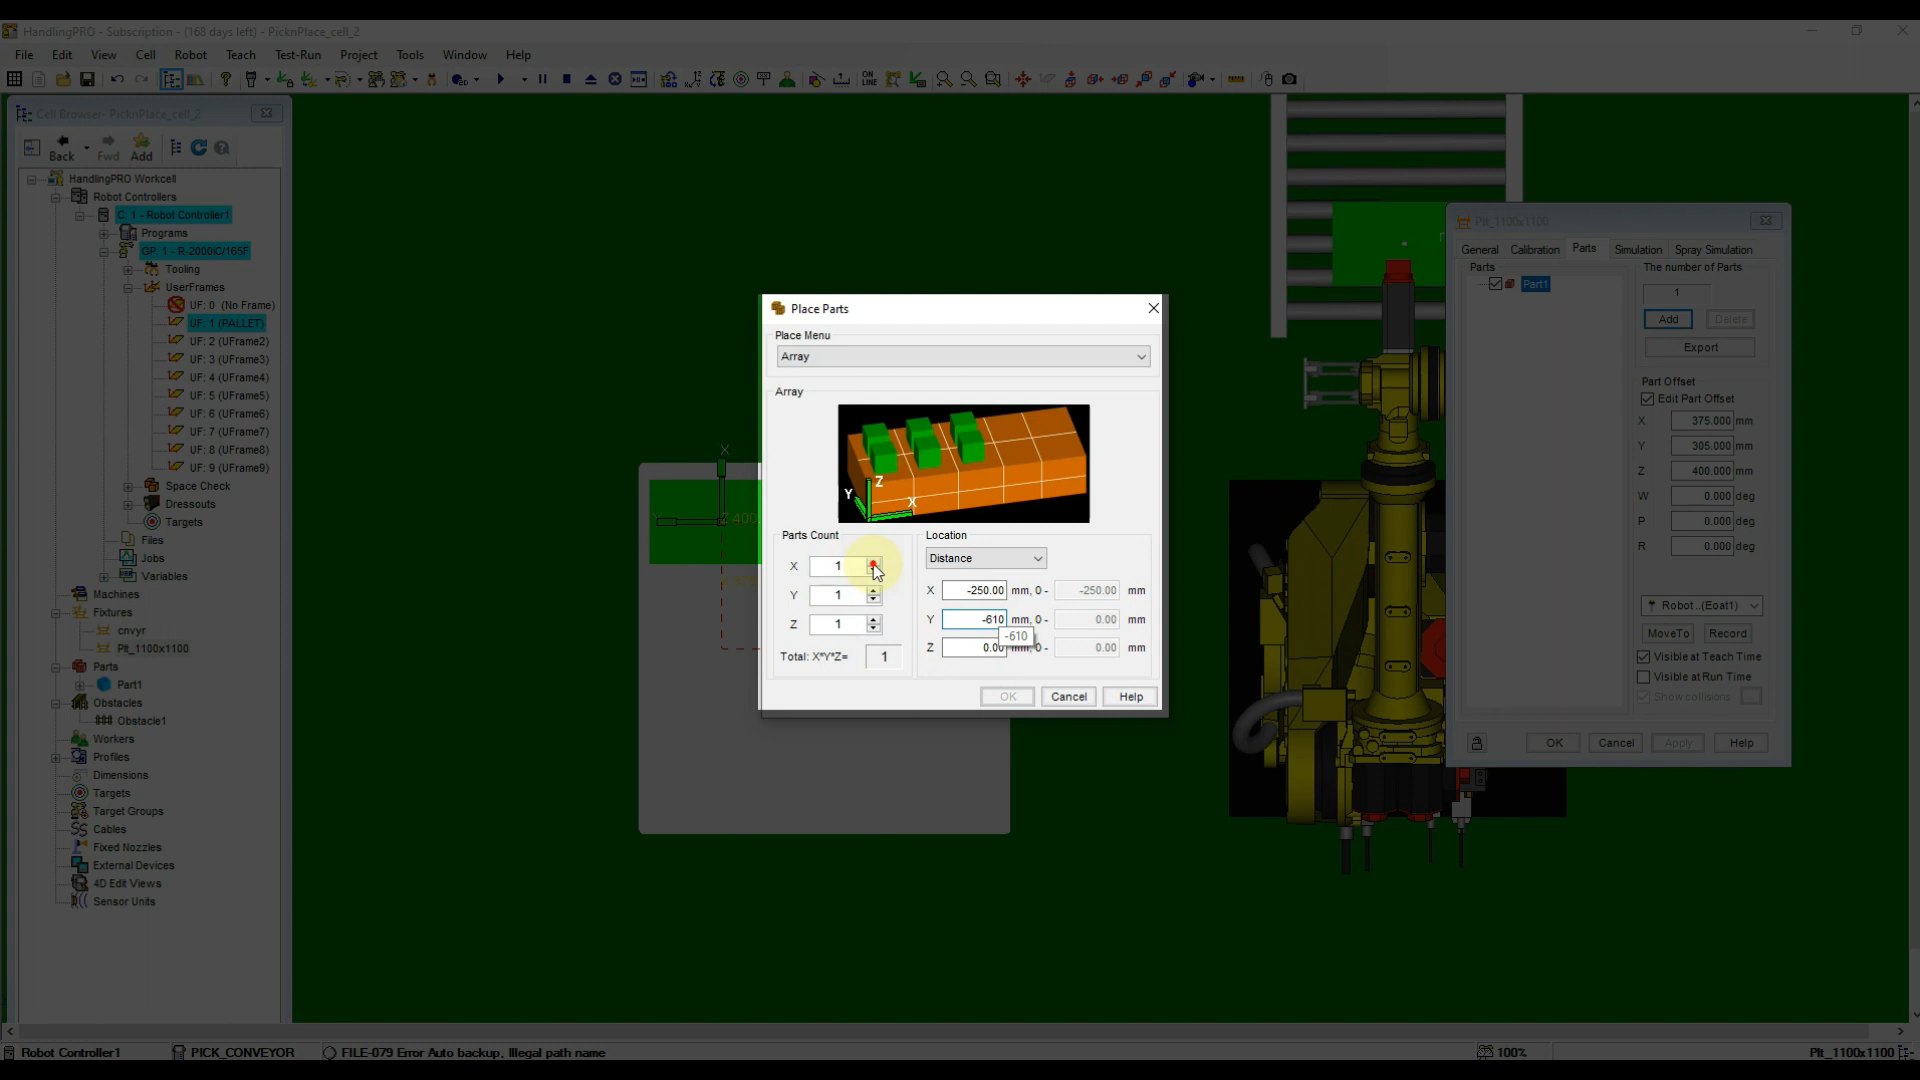 HandlingPRO - Subscription - (168 days left) - PicknPlace_cell_2
File Edit View Cell Robot Teach Test-Run Project Tools Window Help
Cell Browser- PicknPlace_cell_2
Back Fwd Add
HandlingPRO Workcell
Robot Controllers
C: 1 - Robot Controller1
Programs
GP: 1 - R-2000iC/165F
Tooling
UserFrames
UF: 0 (No Frame)
UF: 1 (PALLET)
UF: 2 (UFrame2)
UF: 3 (UFrame3)
UF: 4 (UFrame4)
UF: 5 (UFrame5)
UF: 6 (UFrame6)
UF: 7 (UFrame7)
UF: 8 (UFrame8)
UF: 9 (UFrame9)
Space Check
Dressouts
Targets
Files
Jobs
Variables
Machines
Fixtures
cnvyr
Plt_1100x1100
Parts
Part1
Obstacles
Obstacle1
Workers
Profiles
Dimensions
Targets
Target Groups
Cables
Fixed Nozzles
External Devices
4D Edit Views
Sensor Units
X
Place Parts
Place Menu
Array
Array
Z
Y
X
Parts Count
X 1
Y 1
Z 1
Total: X*Y*Z= 1
Location
Distance
X -250.00 mm, 0 - -250.00 mm
Y -610 mm, 0 - 0.00 mm
-610
Z 0.00 mm, 0 - 0.00 mm
OK Cancel Help
Plt_1100x1100
General Calibration Parts Simulation Spray Simulation
Parts
Part1
The number of Parts
1
Add Delete
Export
Part Offset
Edit Part Offset
X 375.000 mm
Y 305.000 mm
Z 400.000 mm
W 0.000 deg
P 0.000 deg
R 0.000 deg
Robot..(Eoat1)
MoveTo Record
Visible at Teach Time
Visible at Run Time
Show collisions
OK Cancel Apply Help
Robot Controller1 PICK_CONVEYOR FILE-079 Error Auto backup, Illegal path name 100% Plt_1100x1100